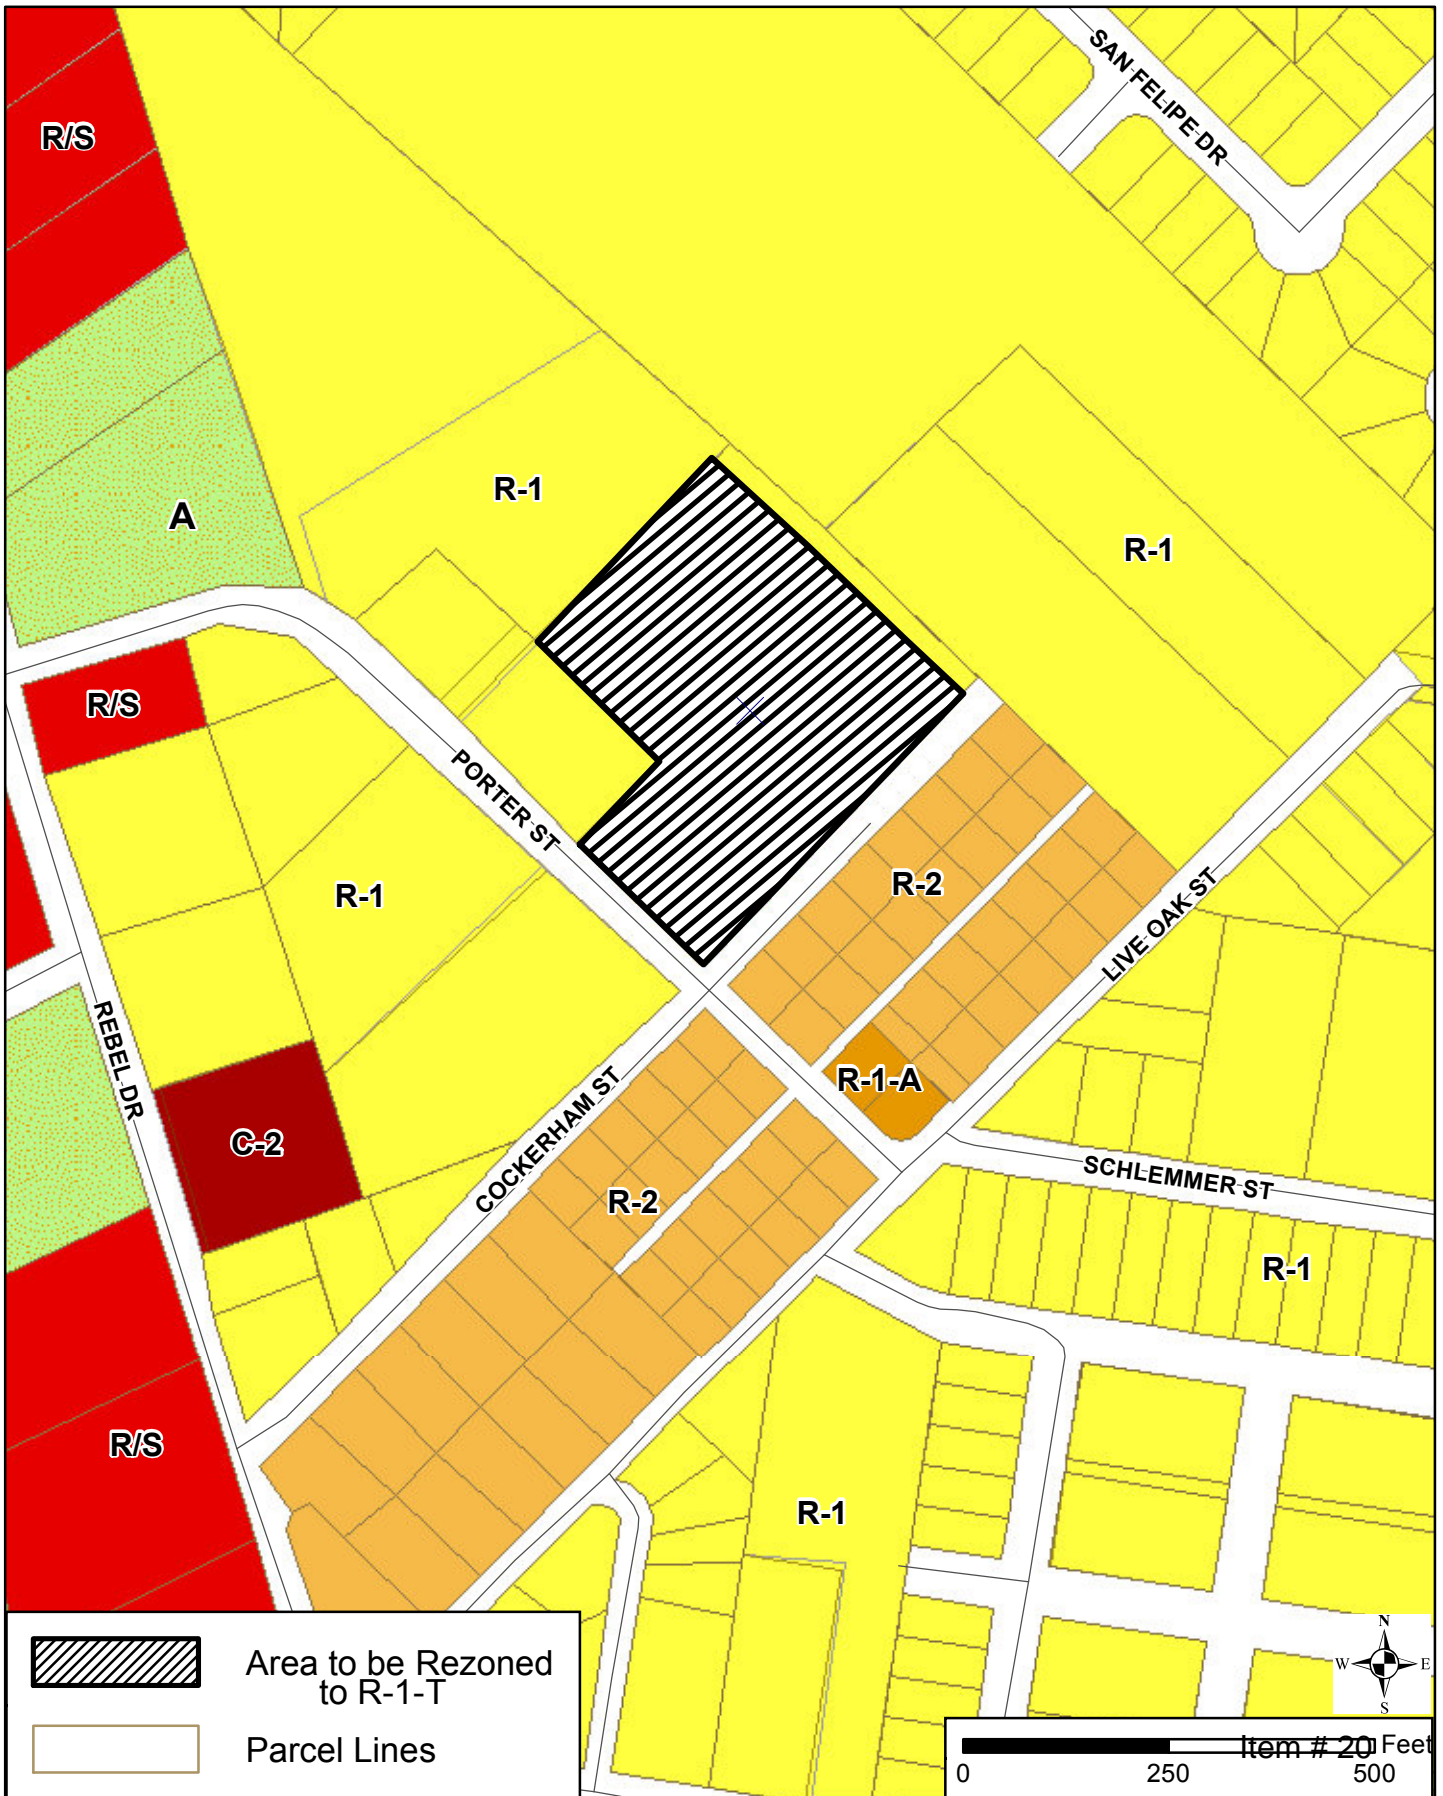 SAN FELIPE DR
R/S
R-1
A
R-1
R/S
PORTER ST
R-1
R-2
LIVE OAK ST
REBEL DR
R-1-A
C-2
COCKERHAM ST
SCHLEMMER ST
R-2
R-1
R/S
R-1
Area to be Rezoned
to R-1-T
Parcel Lines
N
W E
S
Item # 20 Feet
0 250 500